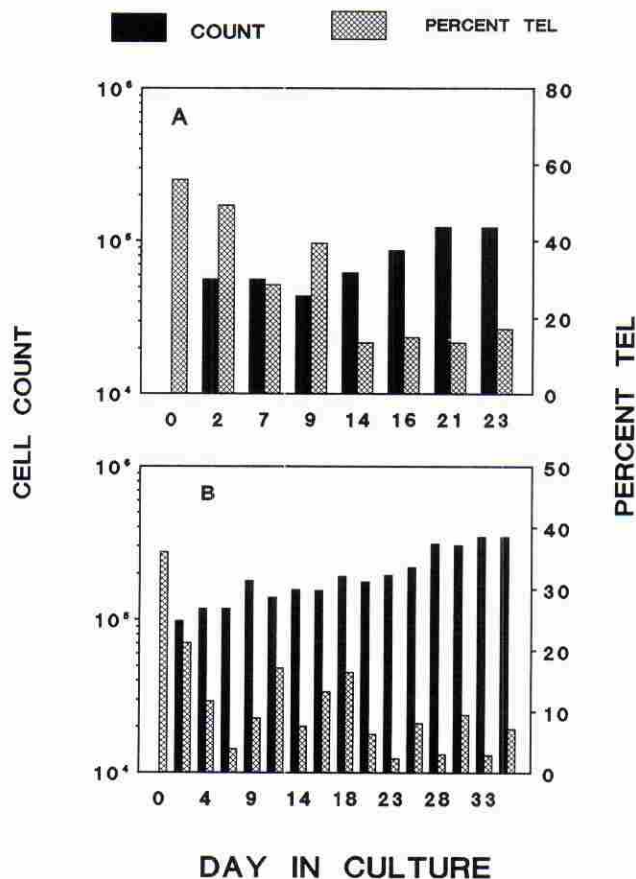 COUNT PERCENT TEL
A
10⁶
10⁵
10⁴
80
60
40
20
0
0 2 7 9 14 16 21 23
B
10⁶
10⁵
10⁴
50
40
30
20
10
0
0 4 9 14 18 23 28 33
CELL COUNT
PERCENT TEL
DAY IN CULTURE